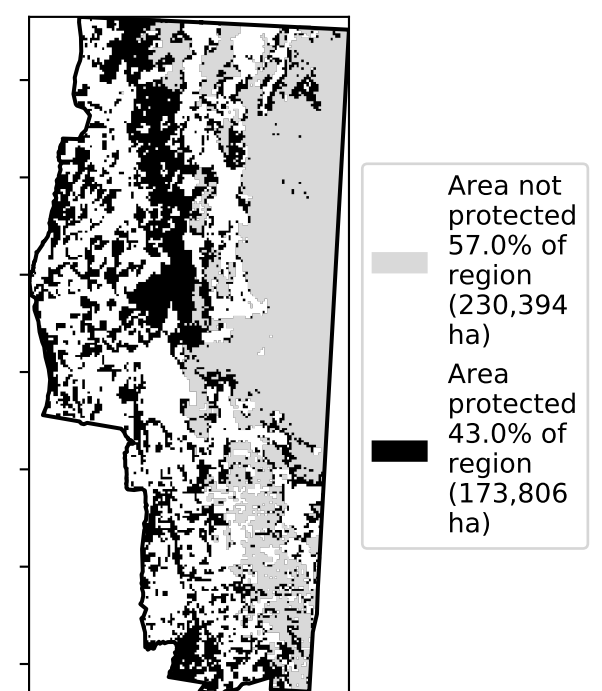 Area not
protected
57.0% of
region
(230,394
ha)
Area
protected
43.0% of
region
(173,806
ha)